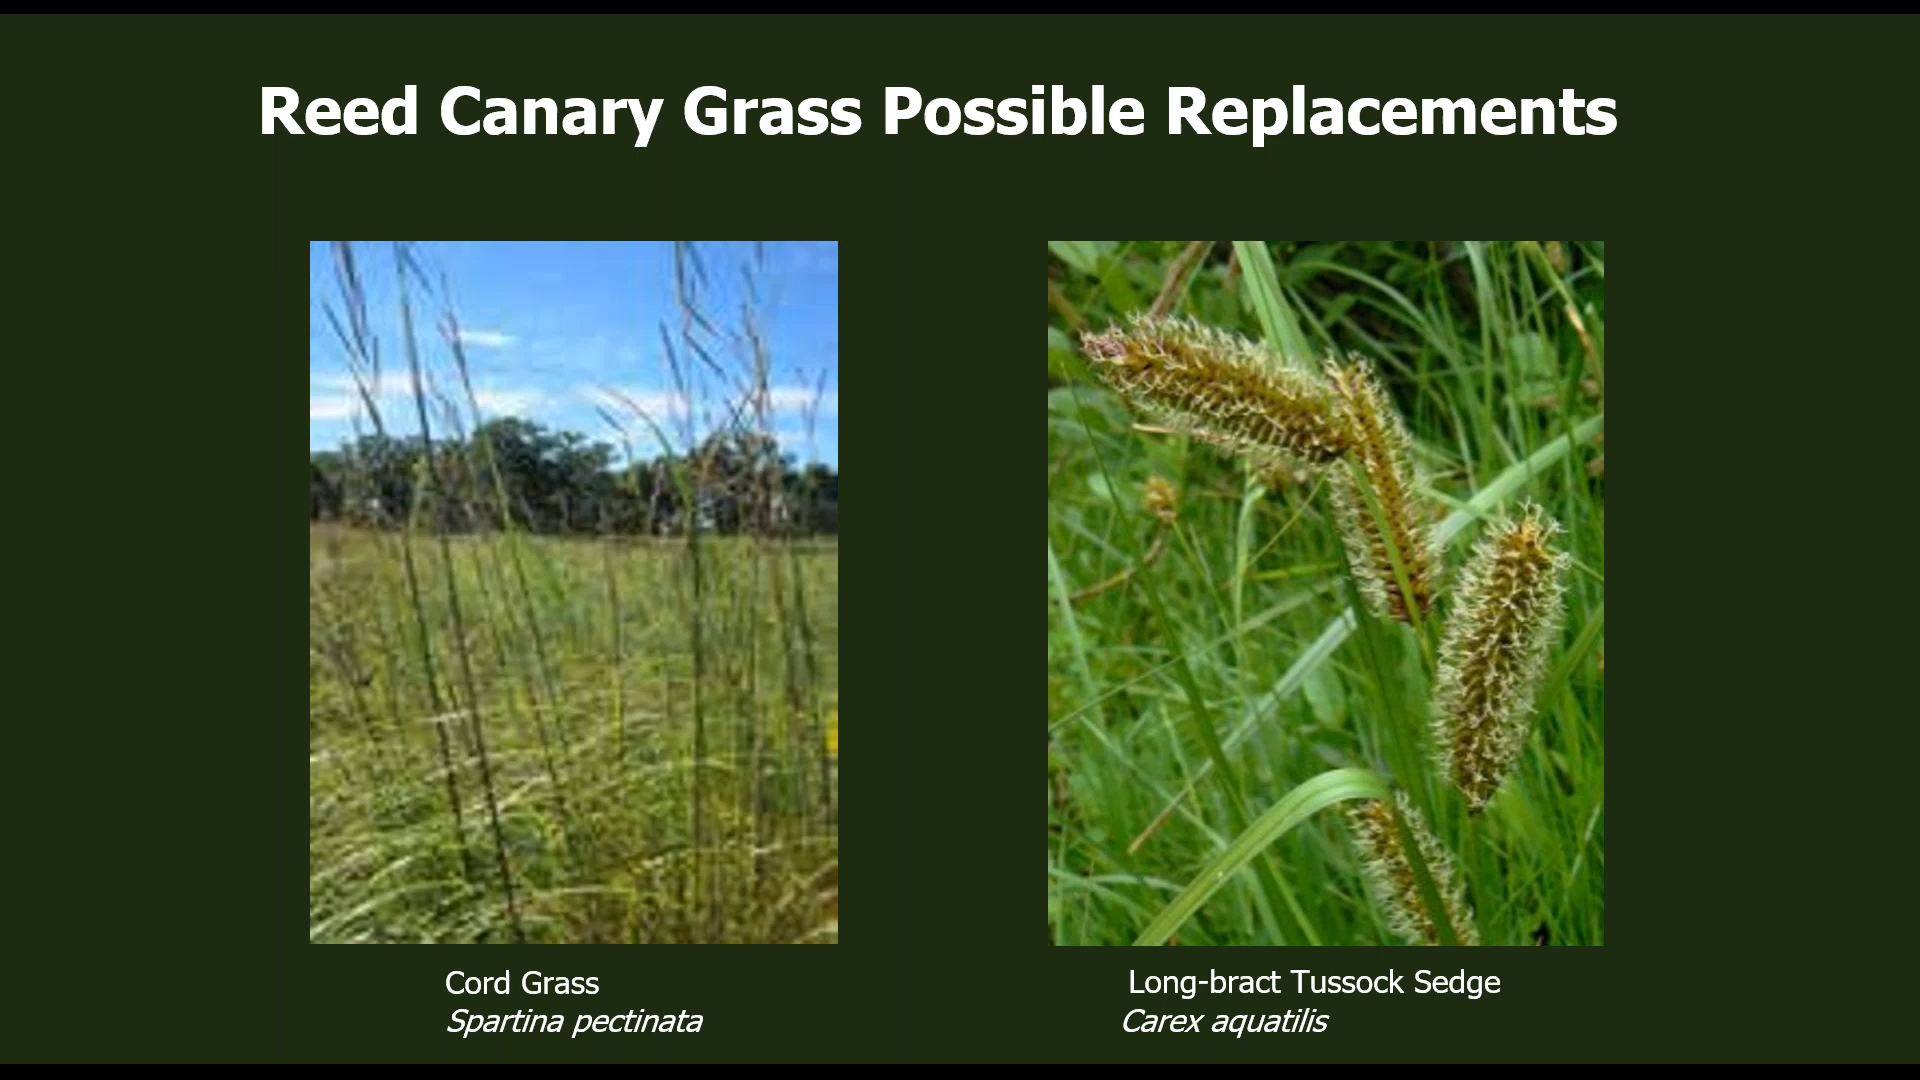 Reed Canary Grass Possible Replacements
Cord Grass
Spartina pectinata
Long-bract Tussock Sedge
Carex aquatilis